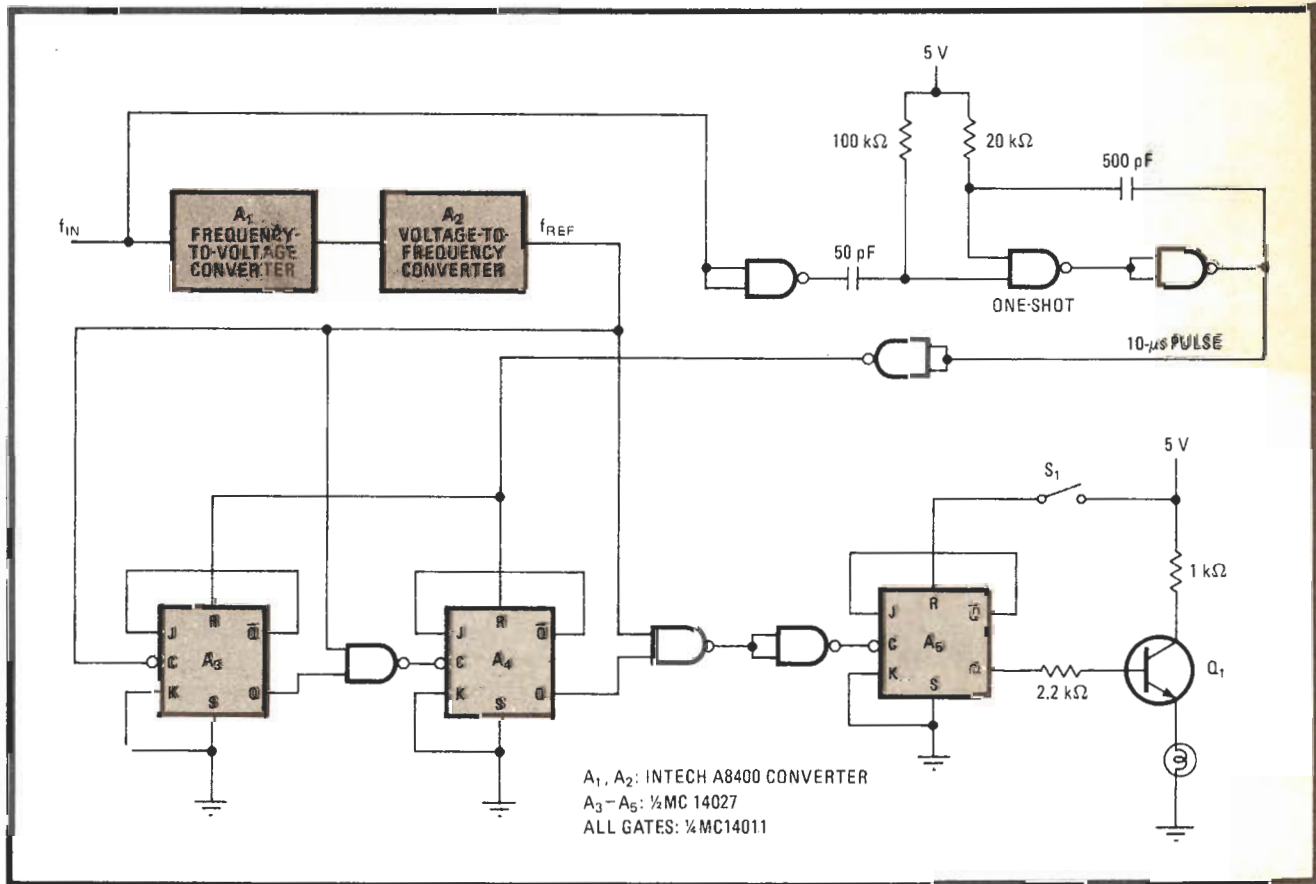 5 V
100 kΩ
20 kΩ
500 pF
fIN
A1
FREQUENCY-
TO-VOLTAGE
CONVERTER
A2
VOLTAGE-TO-
FREQUENCY
CONVERTER
fREF
50 pF
ONE-SHOT
10-μs PULSE
5 V
S1
J R Q̅
C A3
K S Q
J R Q̅
C A4
K S Q
J R Q̅
C A5
K S Q
2.2 kΩ
1 kΩ
Q1
A1, A2: INTECH A8400 CONVERTER
A3–A5: ½MC 14027
ALL GATES: ¼MC14011